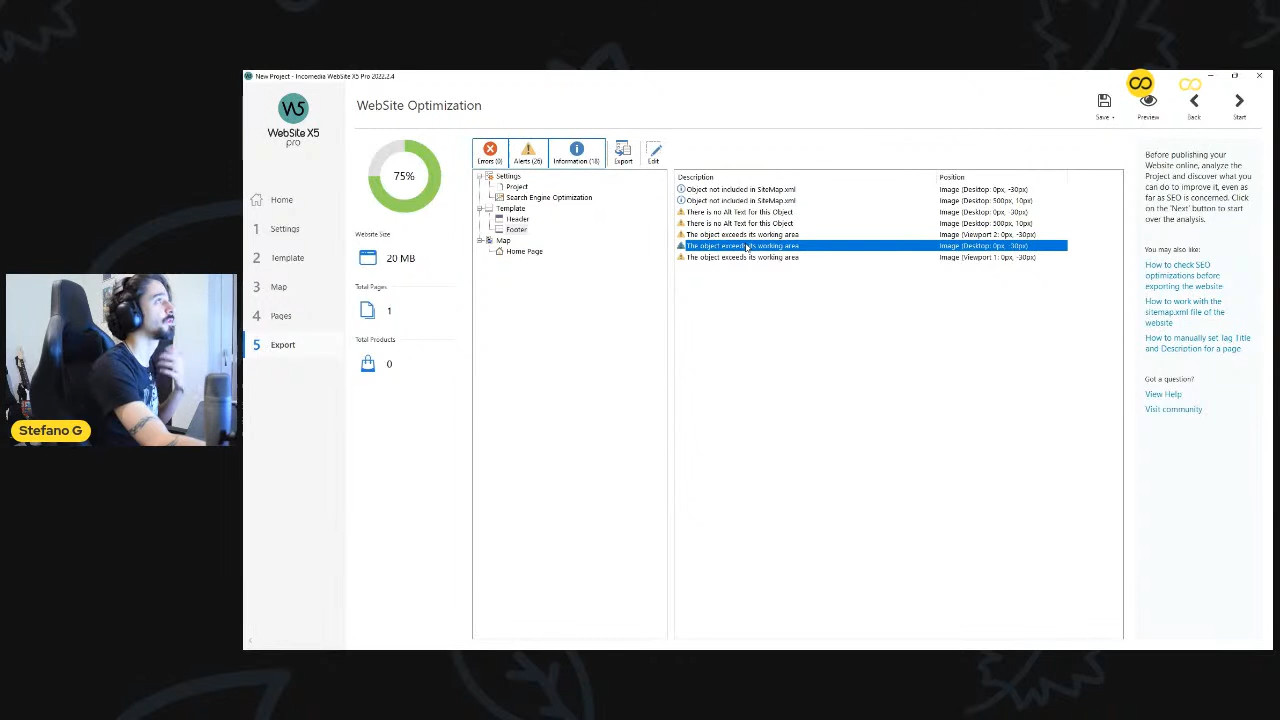 New Project - Incomedia WebSite X5 Pro 2022.2.4
W5
WebSite X5
pro
WebSite Optimization
Save
Preview
Back
Start
Home
1 Settings
2 Template
3 Map
4 Pages
5 Export
75%
WebSite Size
20 MB
Total Pages
1
Total Products
0
Errors (0)
Alerts (26)
Information (18)
Export
Edit
Settings
Project
Search Engine Optimization
Template
Header
Footer
Map
Home Page
Description Position
Object not included in SiteMap.xml Image (Desktop: 0px, -30px)
Object not included in SiteMap.xml Image (Desktop: 500px, 10px)
There is no Alt Text for this Object Image (Desktop: 0px, -30px)
There is no Alt Text for this Object Image (Desktop: 500px, 10px)
The object exceeds its working area Image (Viewport 2: 0px, -30px)
The object exceeds its working area Image (Desktop: 0px, -30px)
The object exceeds its working area Image (Viewport 1: 0px, -30px)
Before publishing your
Website online, analyze the
Project and discover what
you can do to improve it, even as
far as SEO is concerned. Click
on the 'Next' button to start
over the analysis.
You may also like:
How to check SEO
optimizations before
exporting the website
How to work with the
sitemap.xml file of the
website
How to manually set Tag Title
and Description for a page
Got a question?
View Help
Visit community
Stefano G